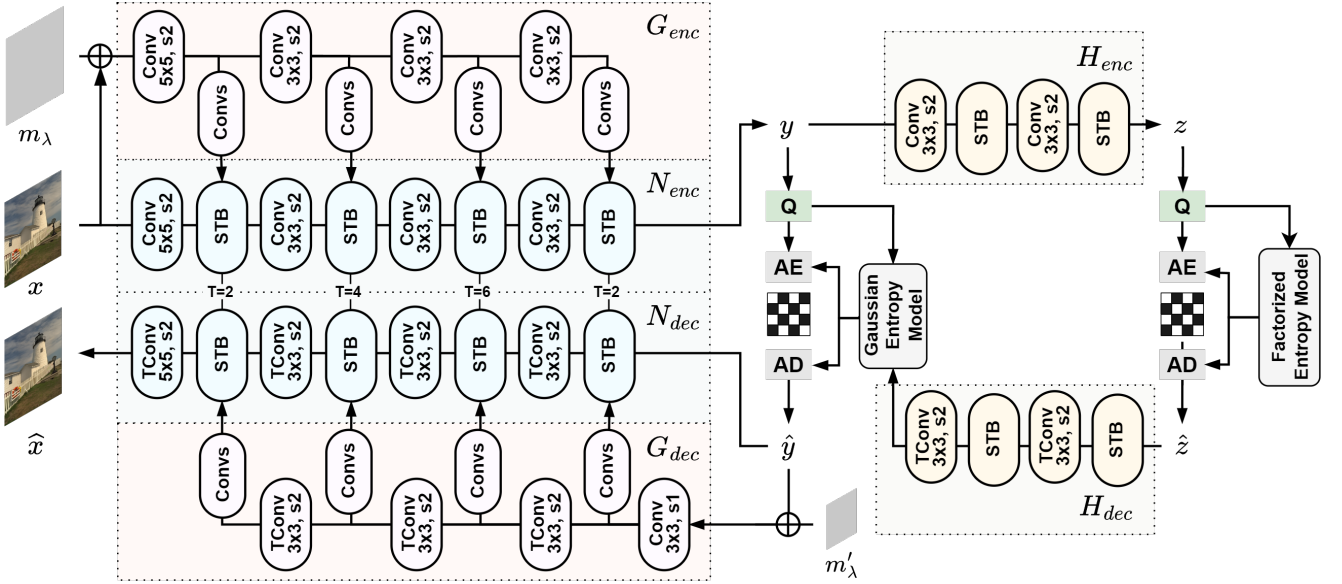 G_enc
Conv 5x5, s2
Conv 3x3, s2
Conv 3x3, s2
Conv 3x3, s2
Convs
Convs
Convs
Convs
m_λ
N_enc
Conv 5x5, s2
STB
Conv 3x3, s2
STB
Conv 3x3, s2
STB
Conv 3x3, s2
STB
x
T=2
T=4
T=6
T=2
N_dec
TConv 5x5, s2
STB
TConv 3x3, s2
STB
TConv 3x3, s2
STB
TConv 3x3, s2
STB
x̂
G_dec
Convs
Convs
Convs
Convs
TConv 3x3, s2
TConv 3x3, s2
TConv 3x3, s2
Conv 3x3, s1
y
Q
AE
AD
ŷ
m′_λ
Gaussian
Entropy
Model
H_enc
Conv 3x3, s2
STB
Conv 3x3, s2
STB
z
Q
AE
AD
ẑ
Factorized
Entropy Model
TConv 3x3, s2
STB
TConv 3x3, s2
STB
H_dec